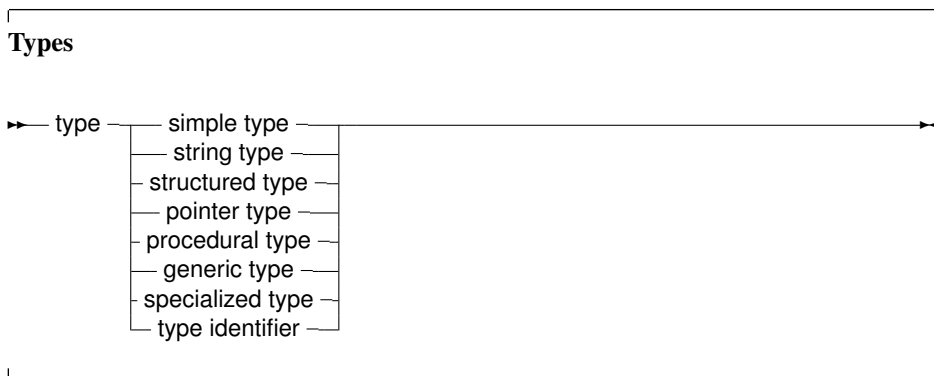 Types
type simple type
string type
structured type
pointer type
procedural type
generic type
specialized type
type identifier